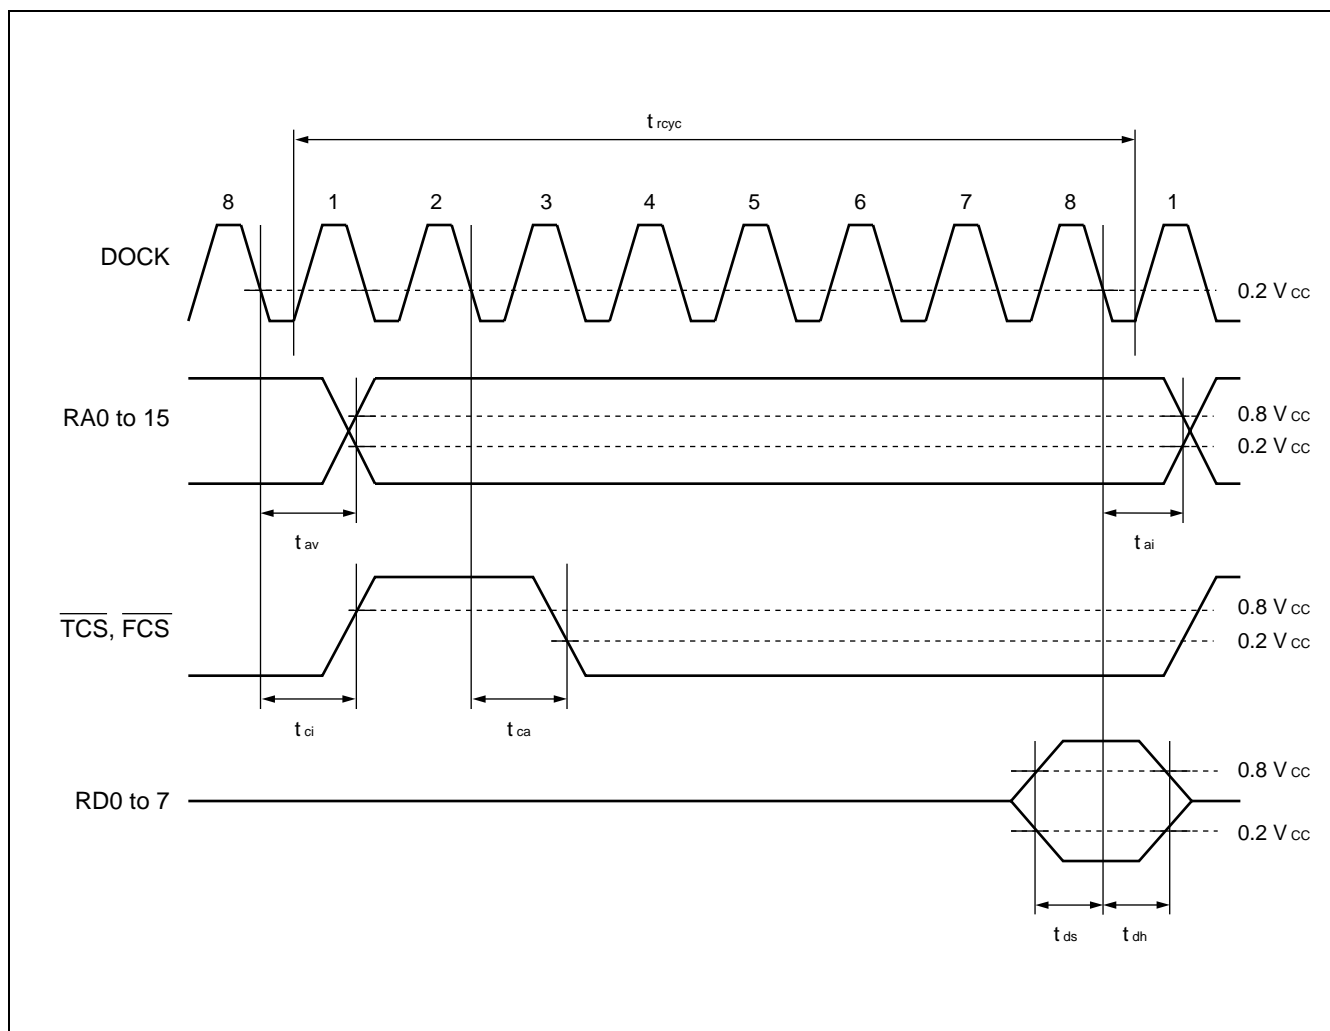 t rcyc
8 1 2 3 4 5 6 7 8 1
DOCK
0.2 V CC
RA0 to 15
0.8 V CC
0.2 V CC
t av
t ai
TCS, FCS
0.8 V CC
0.2 V CC
t ci
t ca
RD0 to 7
0.8 V CC
0.2 V CC
t ds
t dh